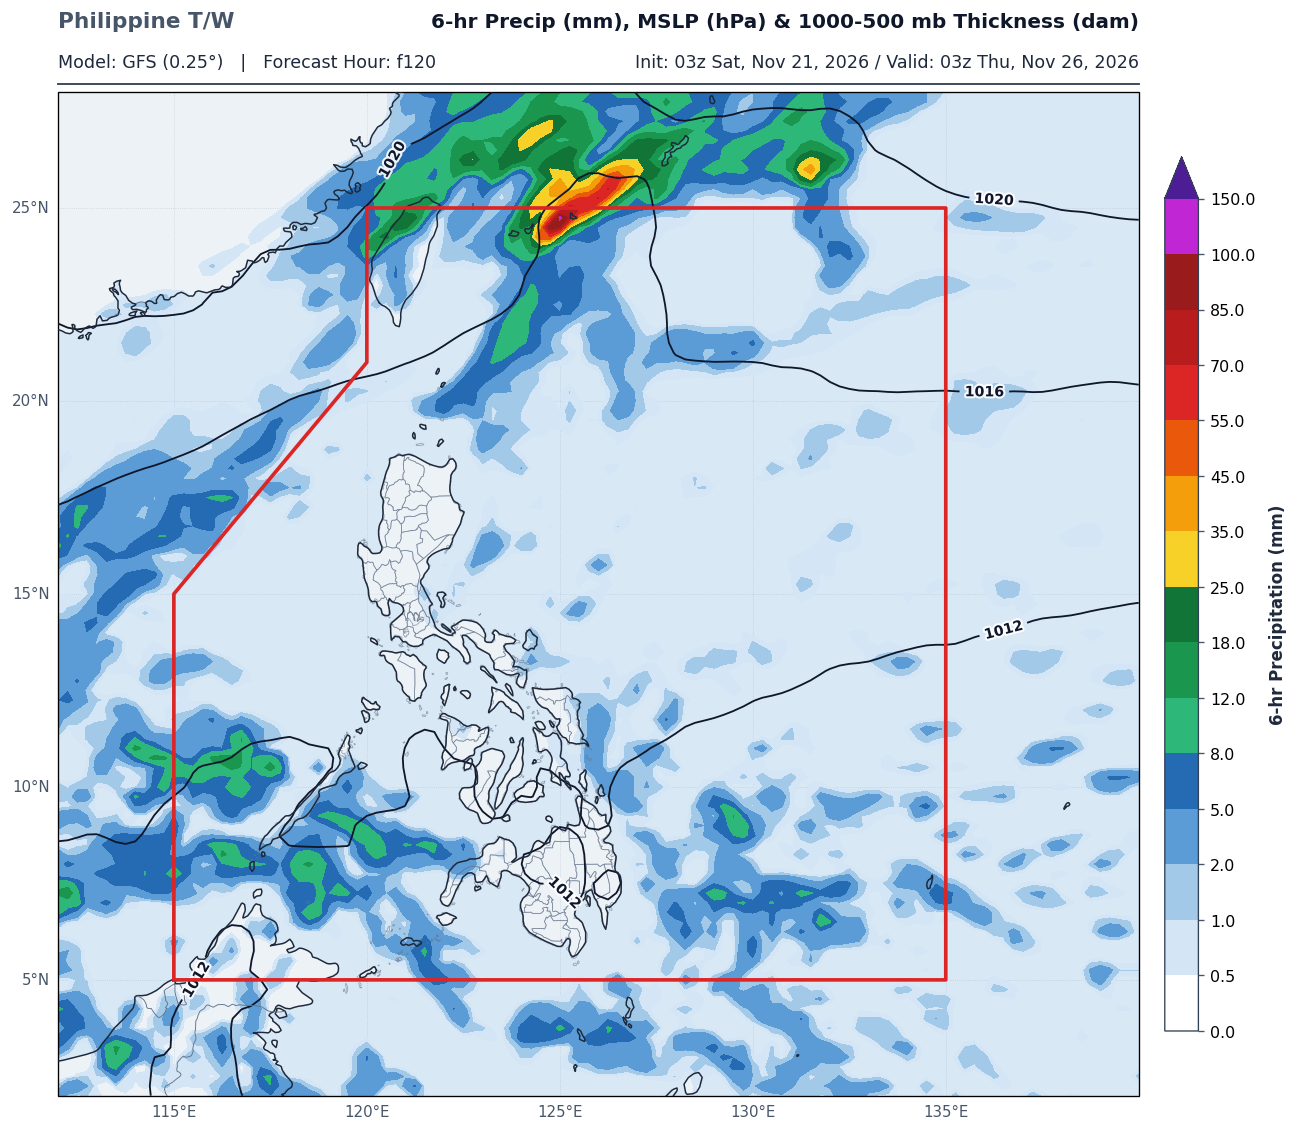 Philippine T/W
6-hr Precip (mm), MSLP (hPa) & 1000-500 mb Thickness (dam)
Model: GFS (0.25°) | Forecast Hour: f120
Init: 03z Sat, Nov 21, 2026 / Valid: 03z Thu, Nov 26, 2026
1020
1020
1016
1012
1012
1012
25°N
20°N
15°N
10°N
5°N
115°E
120°E
125°E
130°E
135°E
150.0
100.0
85.0
70.0
55.0
45.0
35.0
25.0
18.0
12.0
8.0
5.0
2.0
1.0
0.5
0.0
6-hr Precipitation (mm)